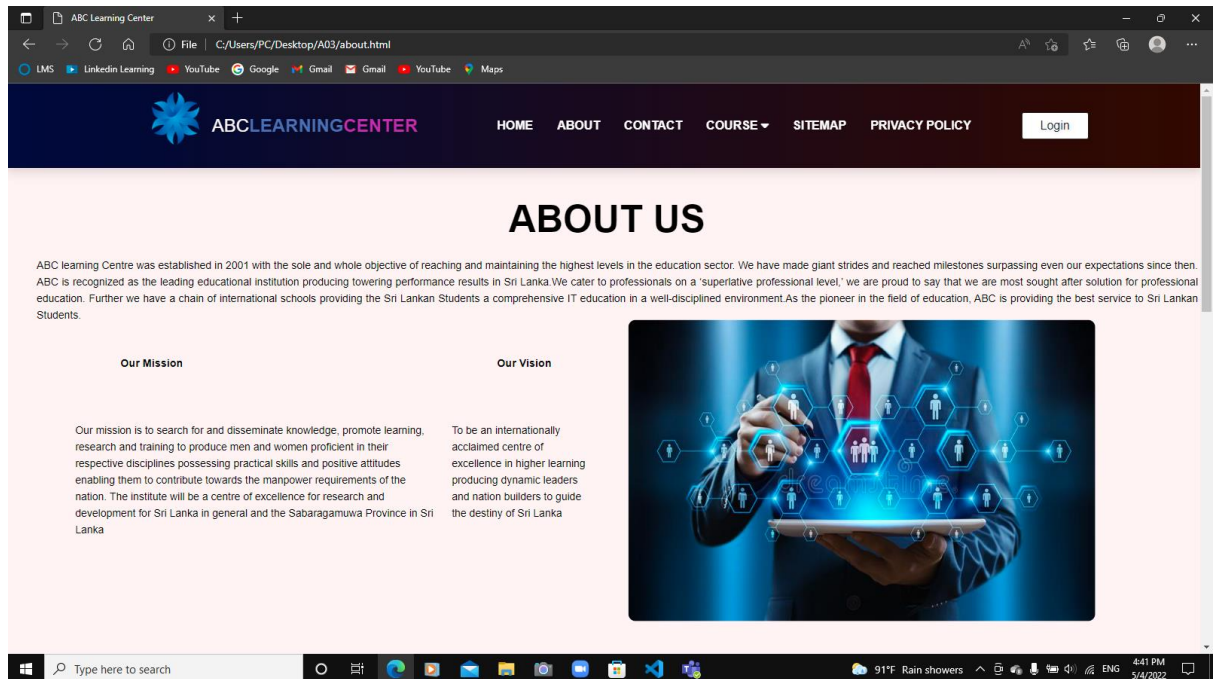 ABC Learning Center
File
C:/Users/PC/Desktop/A03/about.html
LMS Linkedin Learning YouTube Google Gmail Gmail YouTube Maps
ABCLEARNINGCENTER
HOME ABOUT CONTACT COURSE SITEMAP PRIVACY POLICY Login
ABOUT US
ABC learning Centre was established in 2001 with the sole and whole objective of reaching and maintaining the highest levels in the education sector. We have made giant strides and reached milestones surpassing even our expectations since then.
ABC is recognized as the leading educational institution producing towering performance results in Sri Lanka.We cater to professionals on a 'superlative professional level,' we are proud to say that we are most sought after solution for professional
education. Further we have a chain of international schools providing the Sri Lankan Students a comprehensive IT education in a well-disciplined environment.As the pioneer in the field of education, ABC is providing the best service to Sri Lankan
Students.
Our Mission
Our mission is to search for and disseminate knowledge, promote learning,
research and training to produce men and women proficient in their
respective disciplines possessing practical skills and positive attitudes
enabling them to contribute towards the manpower requirements of the
nation. The institute will be a centre of excellence for research and
development for Sri Lanka in general and the Sabaragamuwa Province in Sri
Lanka
Our Vision
To be an internationally
acclaimed centre of
excellence in higher learning
producing dynamic leaders
and nation builders to guide
the destiny of Sri Lanka
dreamstime
Type here to search
91°F Rain showers
ENG
4:41 PM
5/4/2022